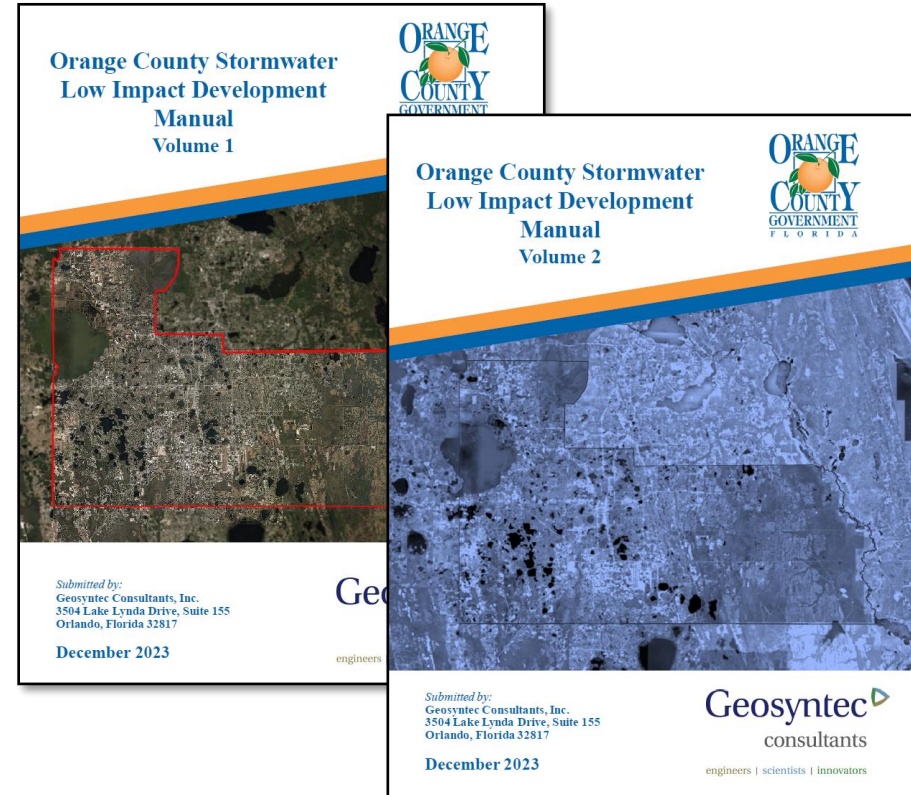 Orange County Stormwater
Low Impact Development
Manual
Volume 1
ORANGE
COUNTY
GOVERNMENT
Submitted by:
Geosyntec Consultants, Inc.
3504 Lake Lynda Drive, Suite 155
Orlando, Florida 32817
December 2023
Geo
engineers
Orange County Stormwater
Low Impact Development
Manual
Volume 2
ORANGE
COUNTY
GOVERNMENT
FLORIDA
Submitted by:
Geosyntec Consultants, Inc.
3504 Lake Lynda Drive, Suite 155
Orlando, Florida 32817
December 2023
Geosyntec
consultants
engineers | scientists | innovators